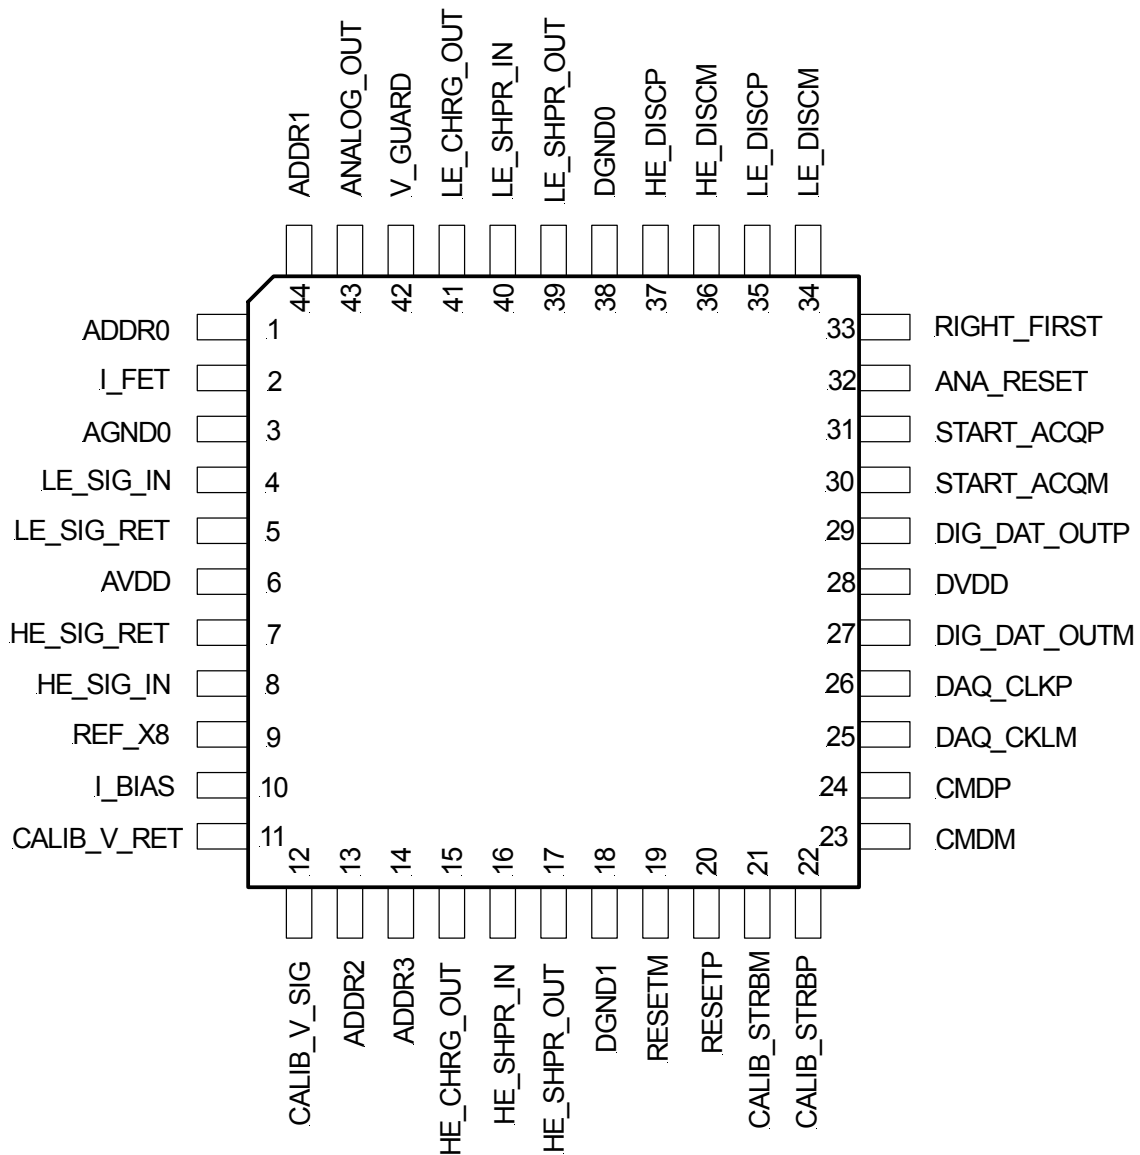 ADDR1
ANALOG_OUT
V_GUARD
LE_CHRG_OUT
LE_SHPR_IN
LE_SHPR_OUT
DGND0
HE_DISCP
HE_DISCM
LE_DISCP
LE_DISCM
44
43
42
41
40
39
38
37
36
35
34
ADDR0 1
I_FET 2
AGND0 3
LE_SIG_IN 4
LE_SIG_RET 5
AVDD 6
HE_SIG_RET 7
HE_SIG_IN 8
REF_X8 9
I_BIAS 10
CALIB_V_RET 11
33 RIGHT_FIRST
32 ANA_RESET
31 START_ACQP
30 START_ACQM
29 DIG_DAT_OUTP
28 DVDD
27 DIG_DAT_OUTM
26 DAQ_CLKP
25 DAQ_CKLM
24 CMDP
23 CMDM
12
13
14
15
16
17
18
19
20
21
22
CALIB_V_SIG
ADDR2
ADDR3
HE_CHRG_OUT
HE_SHPR_IN
HE_SHPR_OUT
DGND1
RESETM
RESETP
CALIB_STRBM
CALIB_STRBP